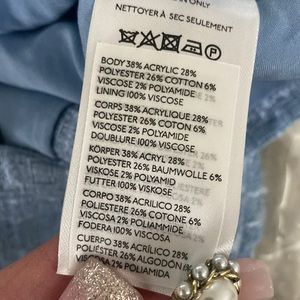 ONLY
NETTOYER À SEC SEULEMENT
BODY 38% ACRYLIC 28%
POLYESTER 26% COTTON 6%
VISCOSE 2% POLYAMIDE
LINING 100% VISCOSE
CORPS 38% ACRYLIQUE 28%
POLYESTER 26% COTON 6%
VISCOSE 2% POLYAMIDE
DOUBLURE 100% VISCOSE
KÖRPER 38% ACRYL 28%
POLYESTER 26% BAUMWOLLE 6%
VISKOSE 2% POLYAMID
FUTTER 100% VISKOSE
CORPO 38% ACRILICO 28%
POLIESTERE 26% COTONE 6%
VISCOSA 2% POLIAMMIDE
FODERA 100% VISCOSA
CUERPO 38% ACRÍLICO 28%
POLIÉSTER 26% ALGODÓN 6%
VISCOSA 2% POLIAMIDA